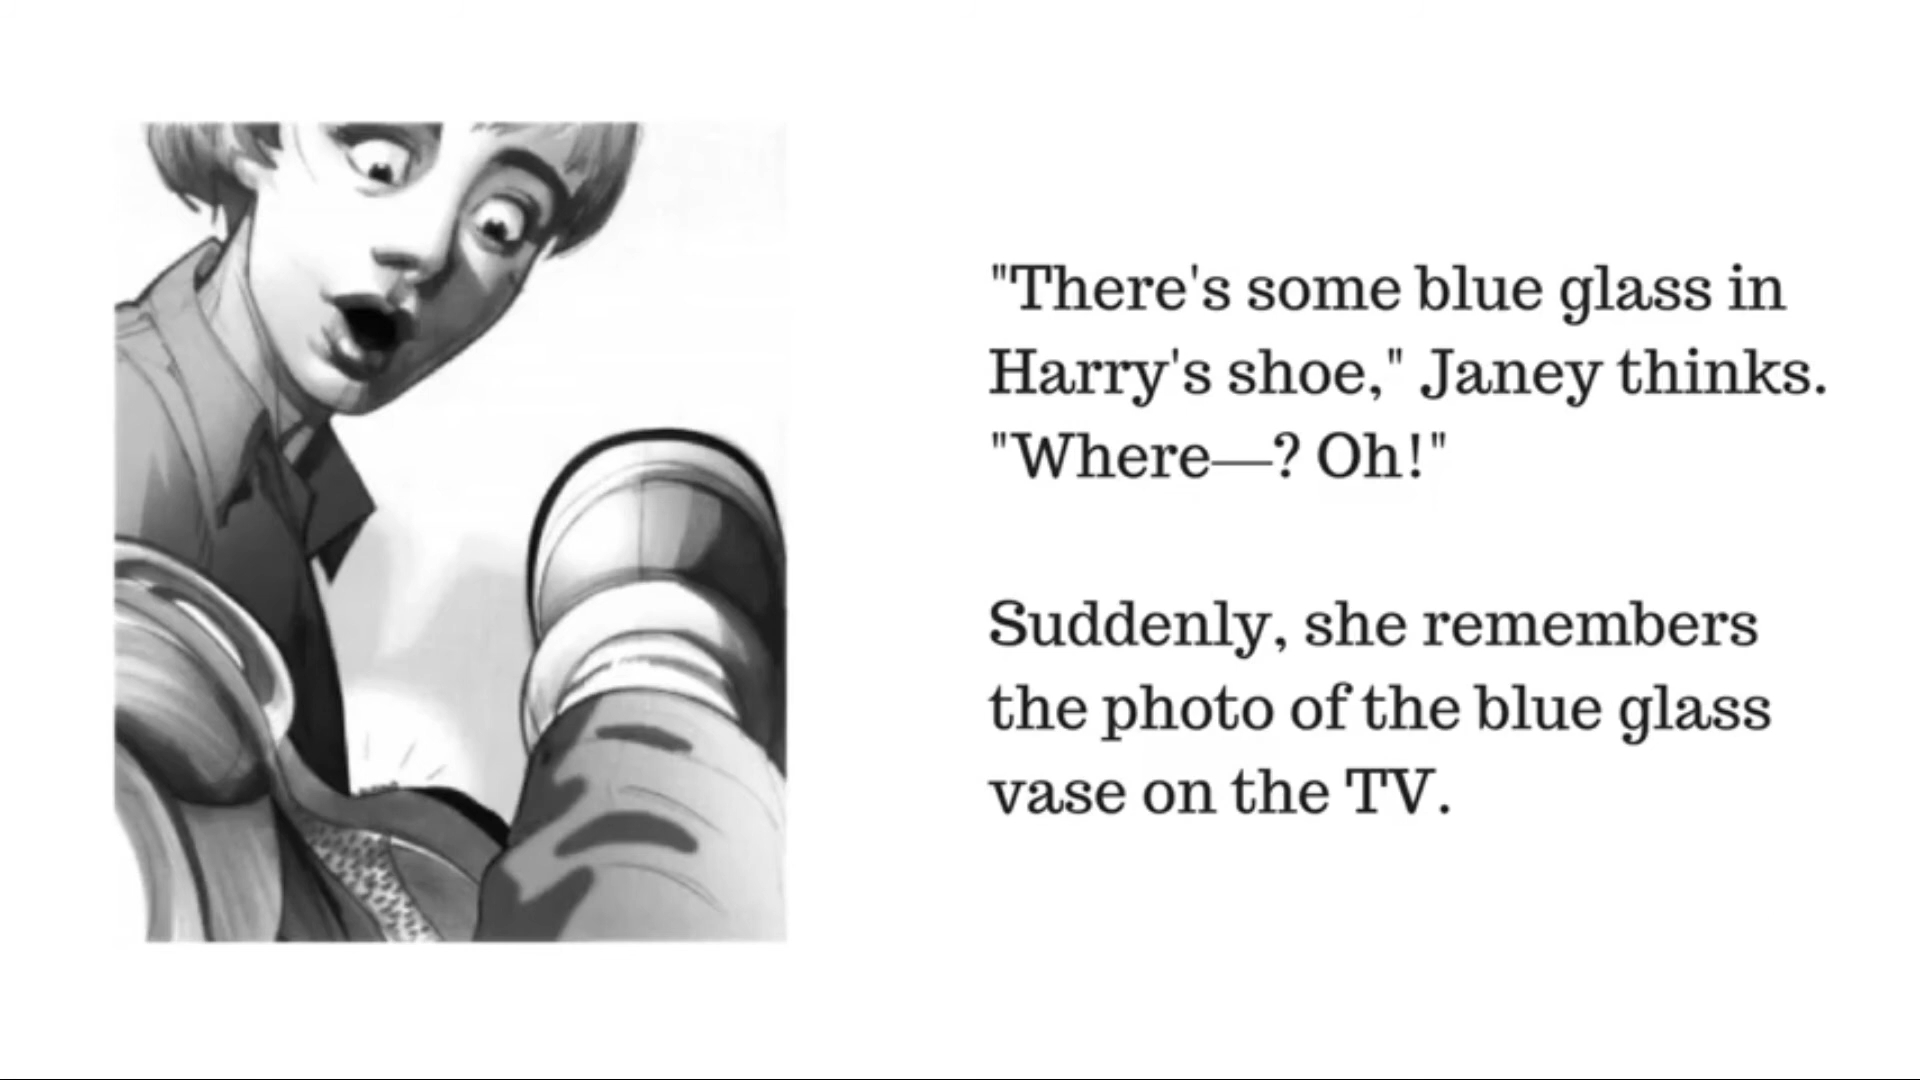 "There's some blue glass in
Harry's shoe," Janey thinks.
"Where—? Oh!"
Suddenly, she remembers
the photo of the blue glass
vase on the TV.